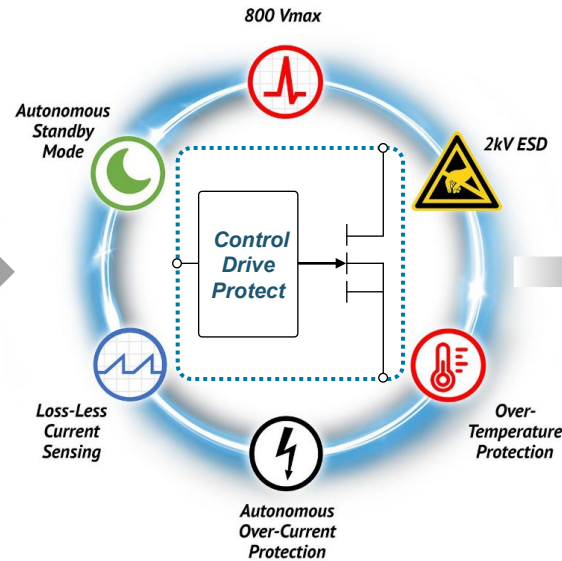 800 Vmax
Autonomous
Standby
Mode
2kV ESD
Control
Drive
Protect
Loss-Less
Current
Sensing
Over-
Temperature
Protection
Autonomous
Over-Current
Protection